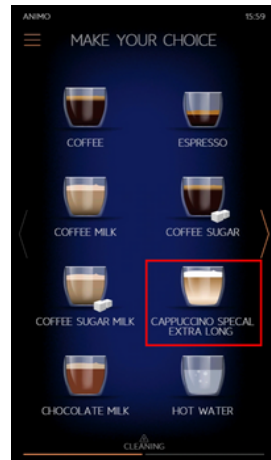 ANIMO 15:59
MAKE YOUR CHOICE
COFFEE ESPRESSO
COFFEE MILK COFFEE SUGAR
COFFEE SUGAR MILK CAPPUCCINO SPECAL
EXTRA LONG
CHOCOLATE MILK HOT WATER
CLEANING